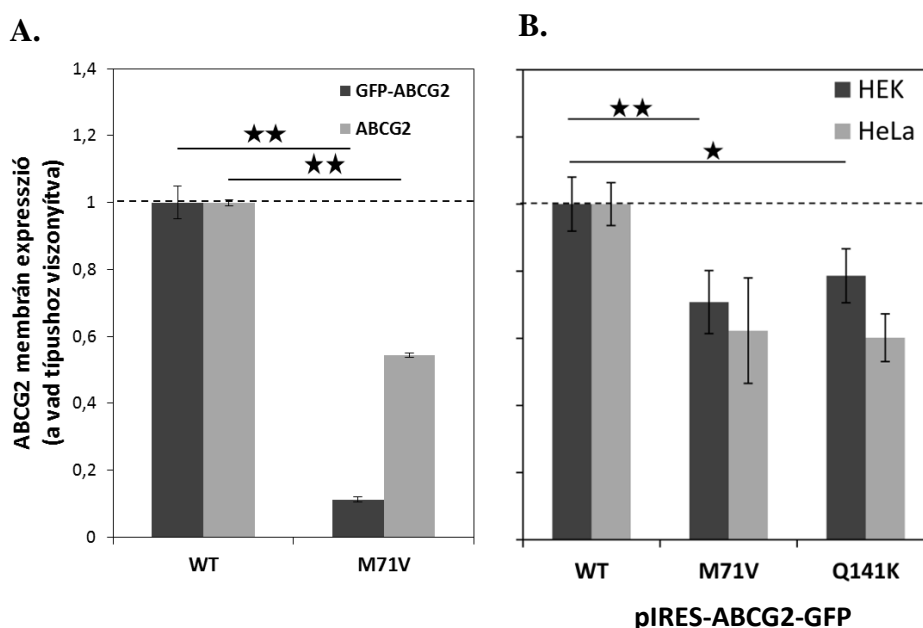 A.
ABCG2 membrán expresszió
(a vad típushoz viszonyítva)
1,4
1,2
1
0,8
0,6
0,4
0,2
0
GFP-ABCG2
ABCG2
★★
★★
WT
M71V
B.
HEK
HeLa
★★
★
WT
M71V
Q141K
pIRES-ABCG2-GFP